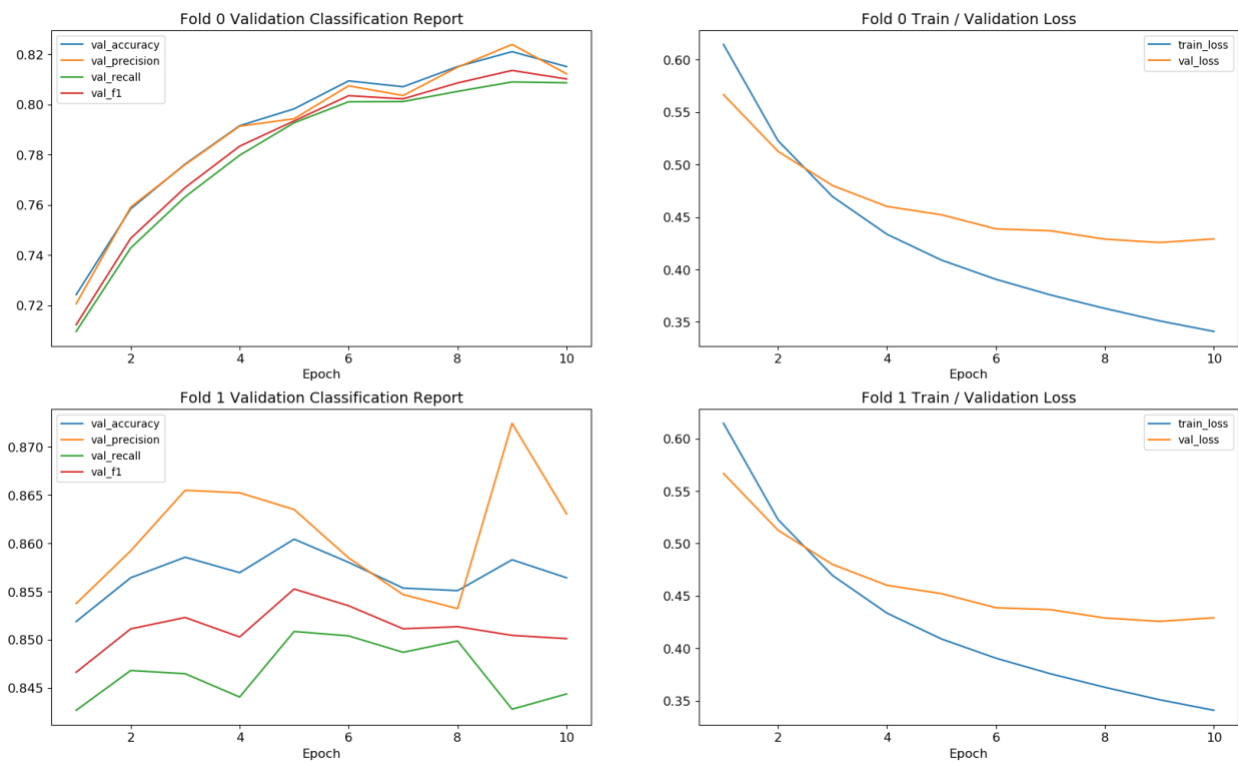 Fold 0 Validation Classification Report
val_accuracy
val_precision
val_recall
val_f1
0.82
0.80
0.78
0.76
0.74
0.72
2
4
6
8
10
Epoch
Fold 0 Train / Validation Loss
train_loss
val_loss
0.60
0.55
0.50
0.45
0.40
0.35
2
4
6
8
10
Epoch
Fold 1 Validation Classification Report
val_accuracy
val_precision
val_recall
val_f1
0.870
0.865
0.860
0.855
0.850
0.845
2
4
6
8
10
Epoch
Fold 1 Train / Validation Loss
train_loss
val_loss
0.60
0.55
0.50
0.45
0.40
0.35
2
4
6
8
10
Epoch